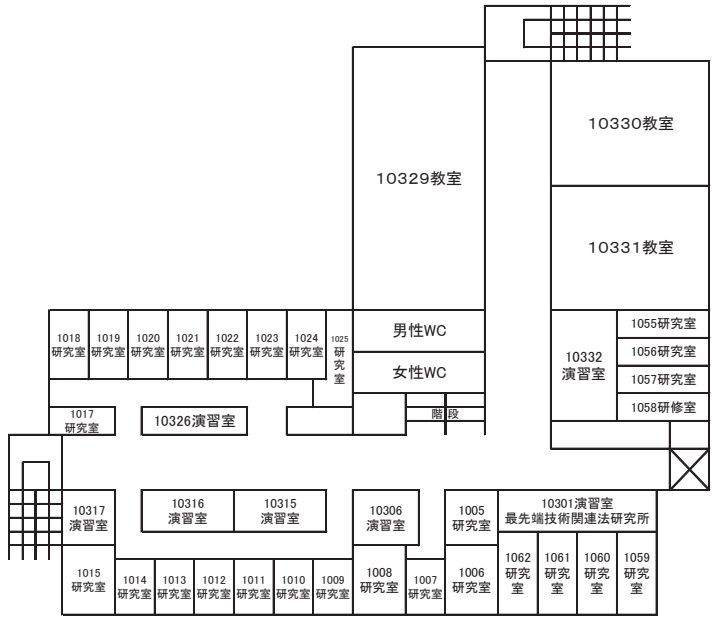 10330教室
10329教室
10331教室
1018
研究室
1019
研究室
1020
研究室
1021
研究室
1022
研究室
1023
研究室
1024
研究室
1025
研
究
室
男性WC
女性WC
階 段
10332
演習室
1055研究室
1056研究室
1057研究室
1058研修室
1017
研究室
10326演習室
10317
演習室
10316
演習室
10315
演習室
10306
演習室
1005
研究室
10301演習室
最先端技術関連法研究所
1015
研究室
1014
研究室
1013
研究室
1012
研究室
1011
研究室
1010
研究室
1009
研究室
1008
研究室
1007
研究室
1006
研究室
1062
研究
室
1061
研究
室
1060
研究
室
1059
研究
室